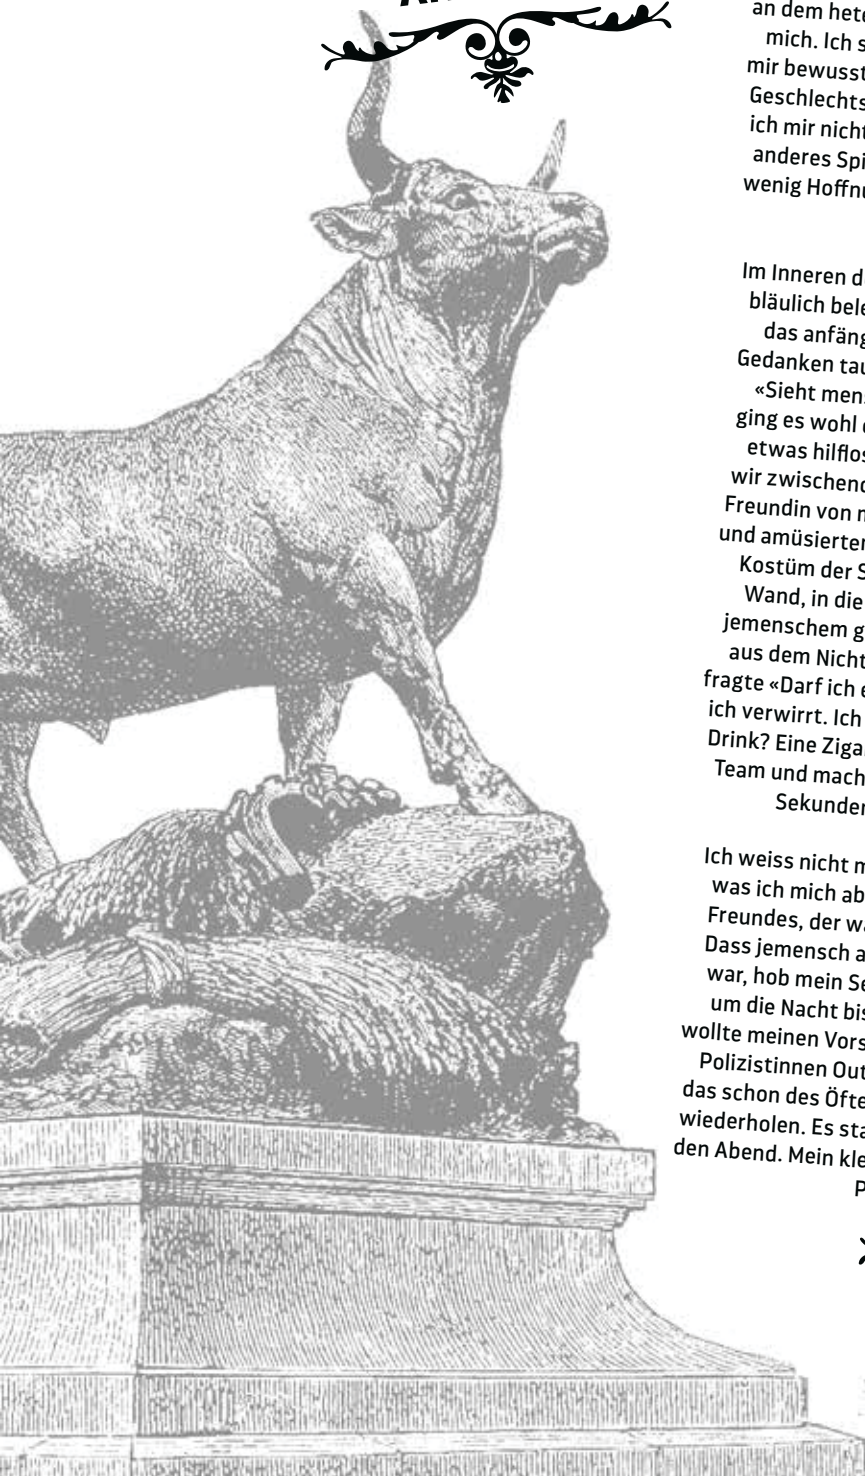 an dem hete
mich. Ich s
mir bewusst
Geschlechts
ich mir nicht
anderes Spi
wenig Hoffnu
Im Inneren d
bläulich bele
das anfäng
Gedanken tau
«Sieht men
ging es wohl
etwas hilflos
wir zwischend
Freundin von m
und amüsierten
Kostüm der S
Wand, in die
jemenschem g
aus dem Nicht
fragte «Darf ich e
ich verwirrt. Ich
Drink? Eine Ziga
Team und mach
Sekunden
Ich weiss nicht m
was ich mich ab
Freundes, der wa
Dass jemensch a
war, hob mein Se
um die Nacht bis
wollte meinen Vors
Polizistinnen Out
das schon des Öfte
wiederholen. Es sta
den Abend. Mein kle
P